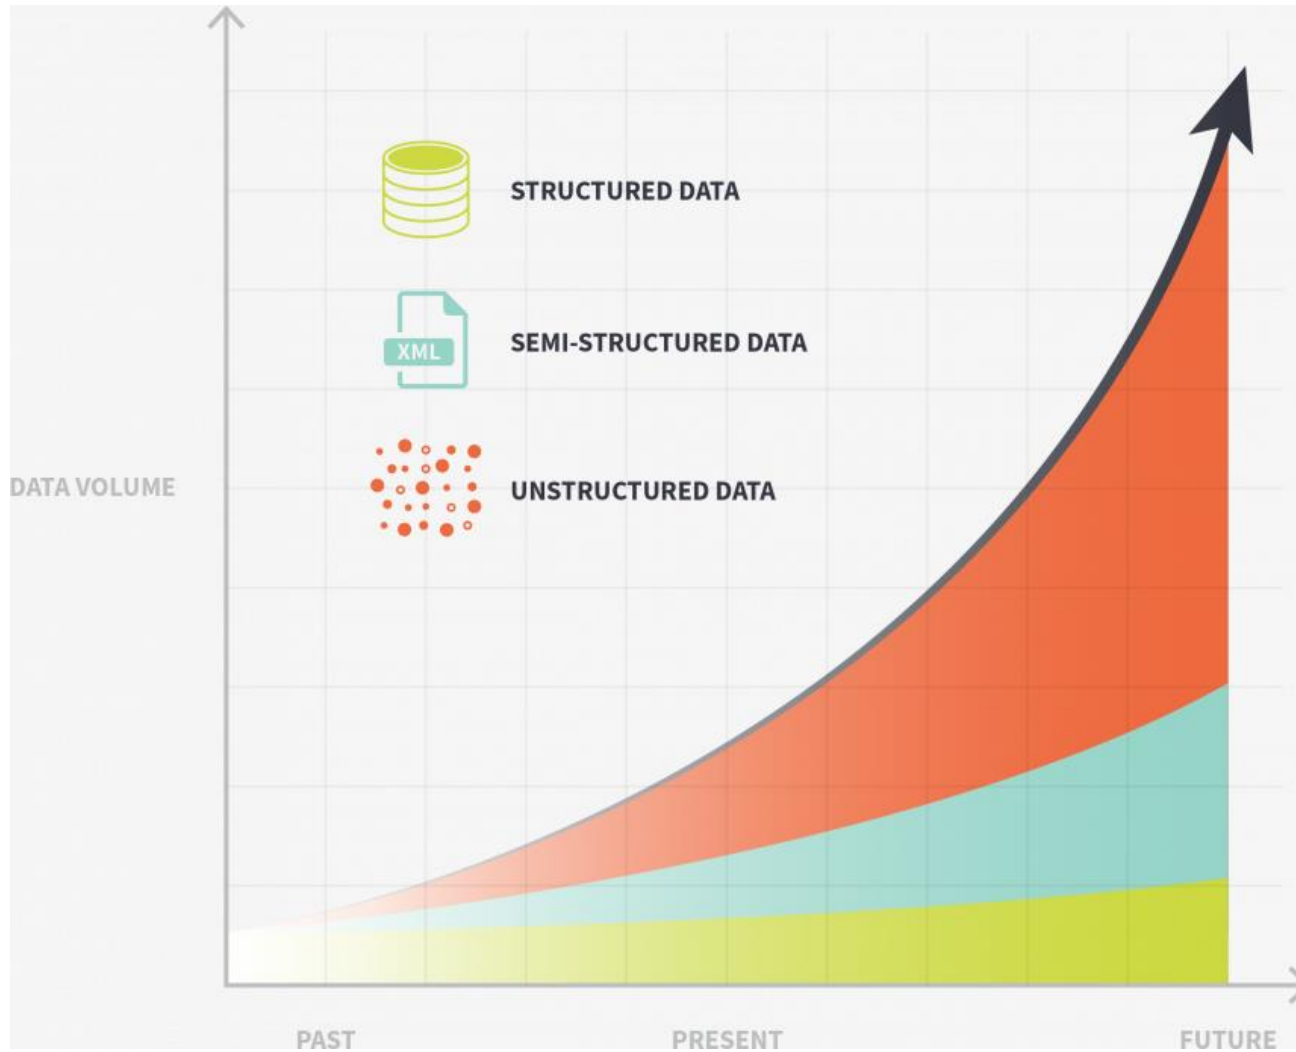 STRUCTURED DATA
XML
SEMI-STRUCTURED DATA
DATA VOLUME
UNSTRUCTURED DATA
PAST
PRESENT
FUTURE